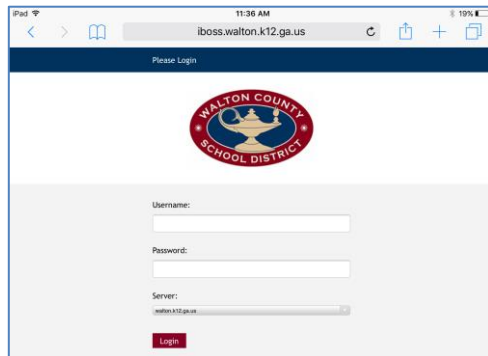 iPad 11:36 AM 19%
iboss.walton.k12.ga.us
Please Login
WALTON COUNTY
SCHOOL DISTRICT
Username:
Password:
Server:
walton.k12.ga.us
Login